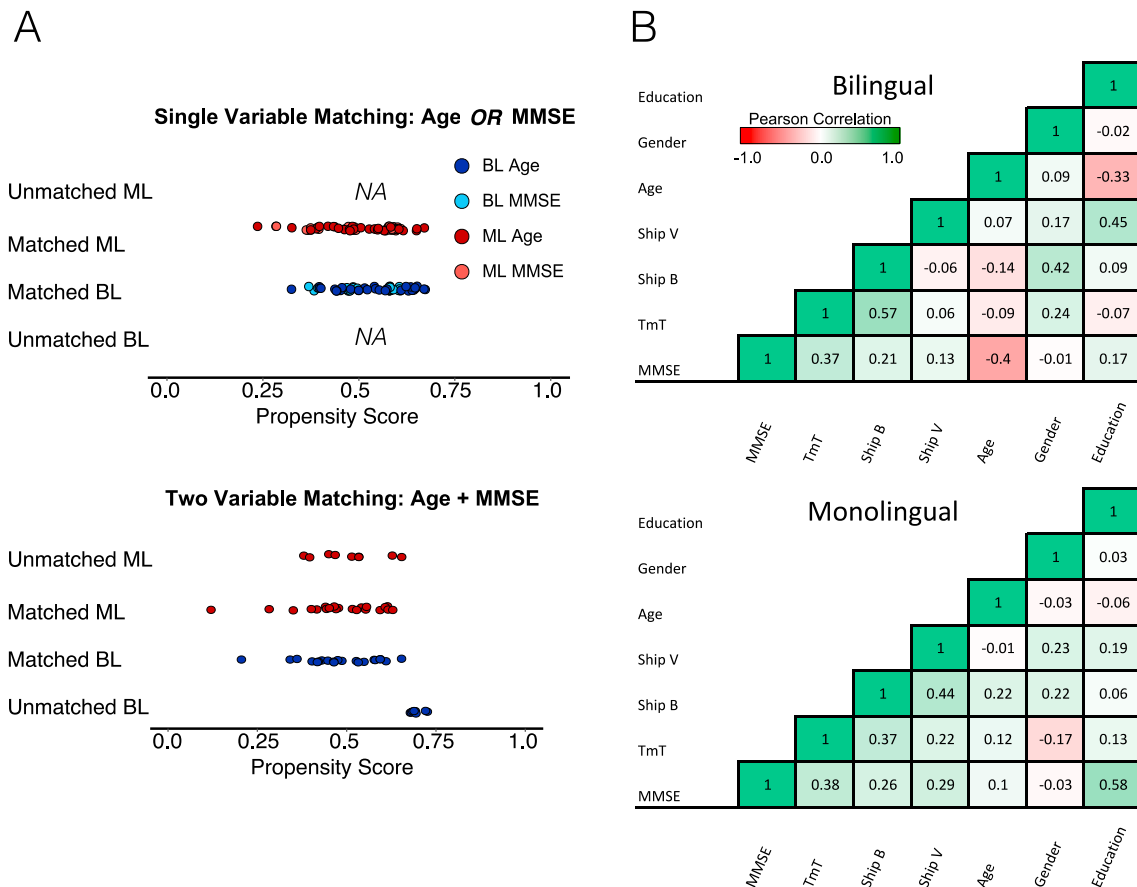 A
Single Variable Matching: Age OR MMSE
BL Age
BL MMSE
ML Age
ML MMSE
Unmatched ML NA
Matched ML
Matched BL
Unmatched BL NA
0.0 0.25 0.5 0.75 1.0
Propensity Score
Two Variable Matching: Age + MMSE
Unmatched ML
Matched ML
Matched BL
Unmatched BL
0.0 0.25 0.5 0.75 1.0
Propensity Score
B
Bilingual
Pearson Correlation
-1.0 0.0 1.0
Education 1
Gender 1 -0.02
Age 1 0.09 -0.33
Ship V 1 0.07 0.17 0.45
Ship B 1 -0.06 -0.14 0.42 0.09
TmT 1 0.57 0.06 -0.09 0.24 -0.07
MMSE 1 0.37 0.21 0.13 -0.4 -0.01 0.17
MMSE TmT Ship B Ship V Age Gender Education
Monolingual
Education 1
Gender 1 0.03
Age 1 -0.03 -0.06
Ship V 1 -0.01 0.23 0.19
Ship B 1 0.44 0.22 0.22 0.06
TmT 1 0.37 0.22 0.12 -0.17 0.13
MMSE 1 0.38 0.26 0.29 0.1 -0.03 0.58
MMSE TmT Ship B Ship V Age Gender Education